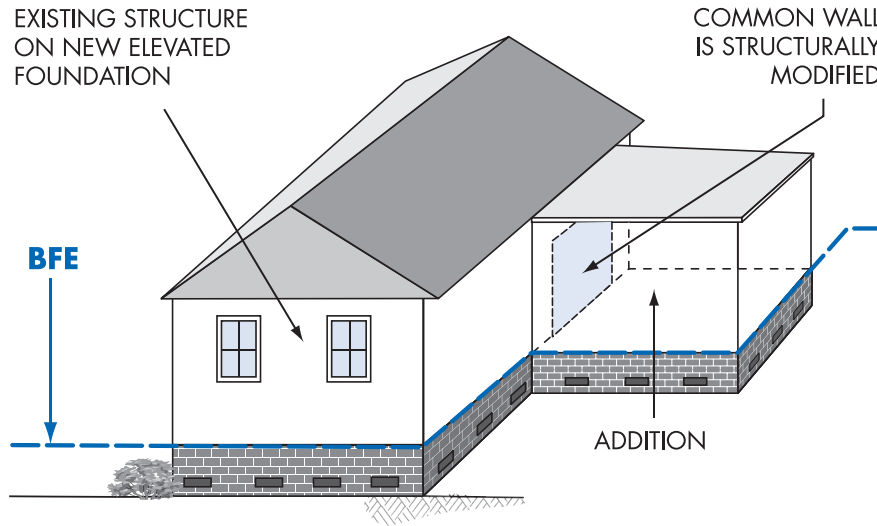 EXISTING STRUCTURE
ON NEW ELEVATED
FOUNDATION
COMMON WALL
IS STRUCTURALLY
MODIFIED
BFE
ADDITION